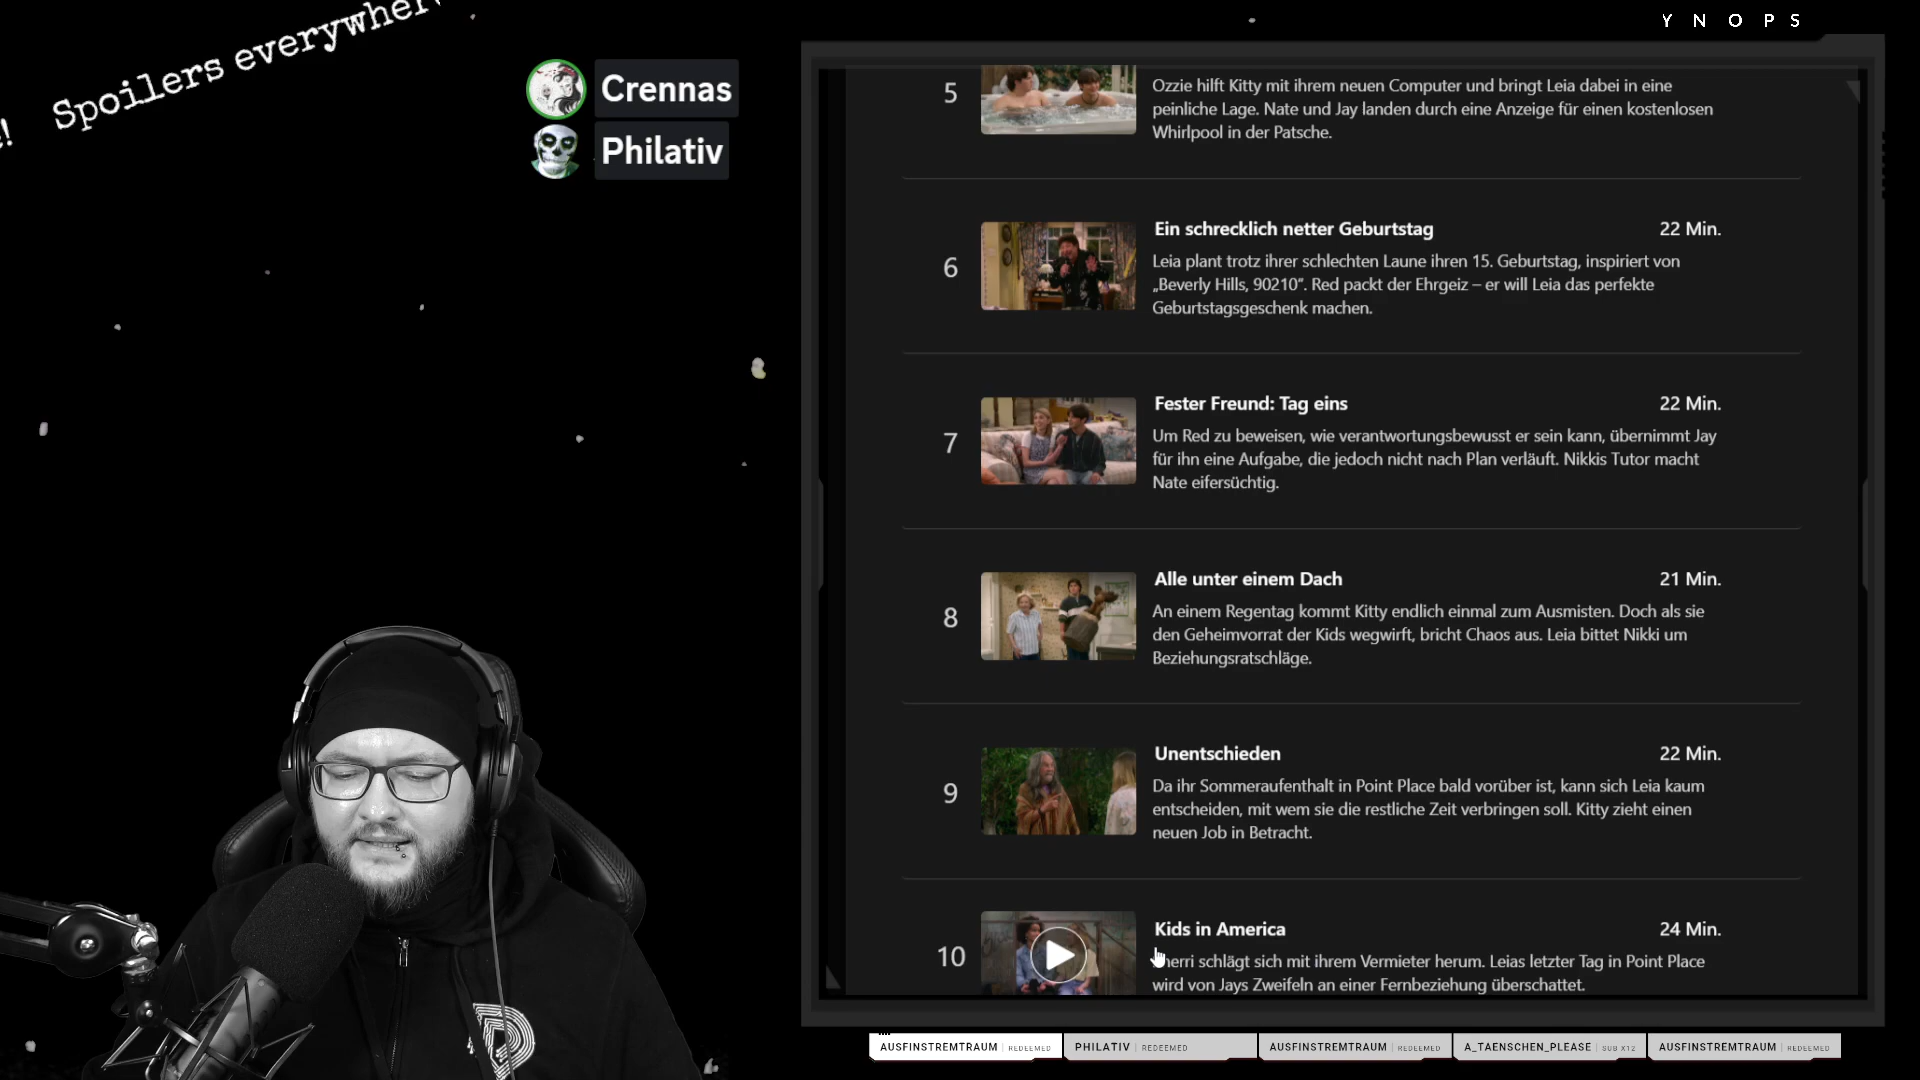 Spoilers everywher
e!
Crennas
Philativ
Y N O P S
5
Ozzie hilft Kitty mit ihrem neuen Computer und bringt Leia dabei in eine
peinliche Lage. Nate und Jay landen durch eine Anzeige für einen kostenlosen
Whirlpool in der Patsche.
6
Ein schrecklich netter Geburtstag
22 Min.
Leia plant trotz ihrer schlechten Laune ihren 15. Geburtstag, inspiriert von
„Beverly Hills, 90210“. Red packt der Ehrgeiz – er will Leia das perfekte
Geburtstagsgeschenk machen.
7
Fester Freund: Tag eins
22 Min.
Um Red zu beweisen, wie verantwortungsbewusst er sein kann, übernimmt Jay
für ihn eine Aufgabe, die jedoch nicht nach Plan verläuft. Nikkis Tutor macht
Nate eifersüchtig.
8
Alle unter einem Dach
21 Min.
An einem Regentag kommt Kitty endlich einmal zum Ausmisten. Doch als sie
den Geheimvorrat der Kids wegwirft, bricht Chaos aus. Leia bittet Nikki um
Beziehungsratschläge.
9
Unentschieden
22 Min.
Da ihr Sommeraufenthalt in Point Place bald vorüber ist, kann sich Leia kaum
entscheiden, mit wem sie die restliche Zeit verbringen soll. Kitty zieht einen
neuen Job in Betracht.
10
Kids in America
24 Min.
herri schlägt sich mit ihrem Vermieter herum. Leias letzter Tag in Point Place
wird von Jays Zweifeln an einer Fernbeziehung überschattet.
AUSFINSTREMTRAUM | REDEEMED
PHILATIV | REDEEMED
AUSFINSTREMTRAUM | REDEEMED
A_TAENSCHEN_PLEASE | SUB X12
AUSFINSTREMTRAUM | REDEEMED